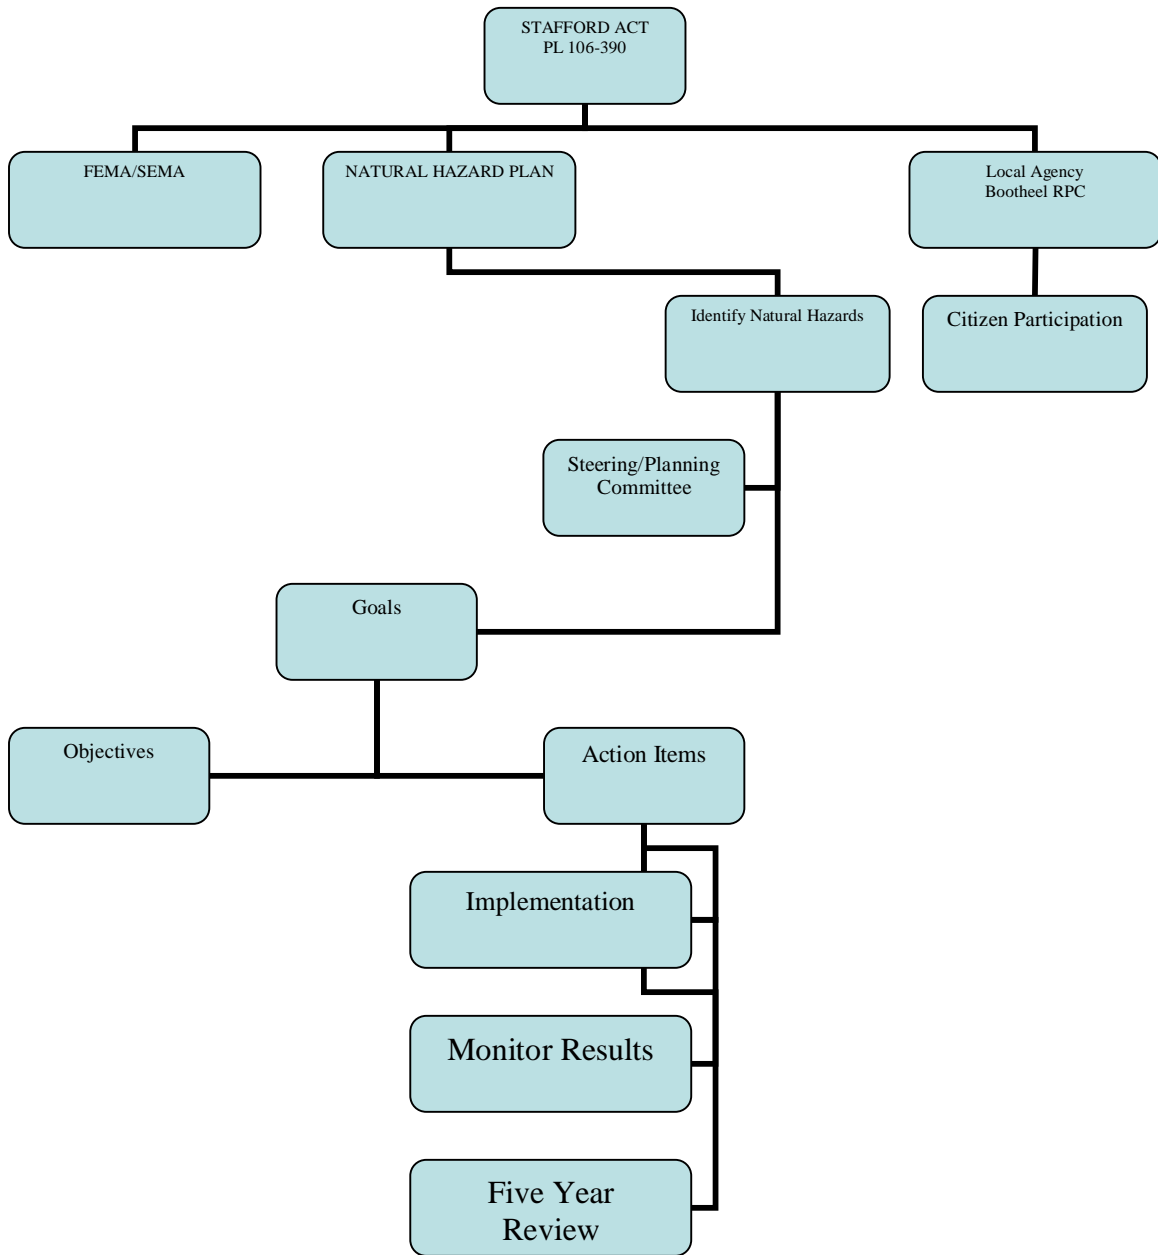 STAFFORD ACT
PL 106-390
FEMA/SEMA
NATURAL HAZARD PLAN
Local Agency
Bootheel RPC
Identify Natural Hazards
Citizen Participation
Steering/Planning
Committee
Goals
Objectives
Action Items
Implementation
Monitor Results
Five Year
Review